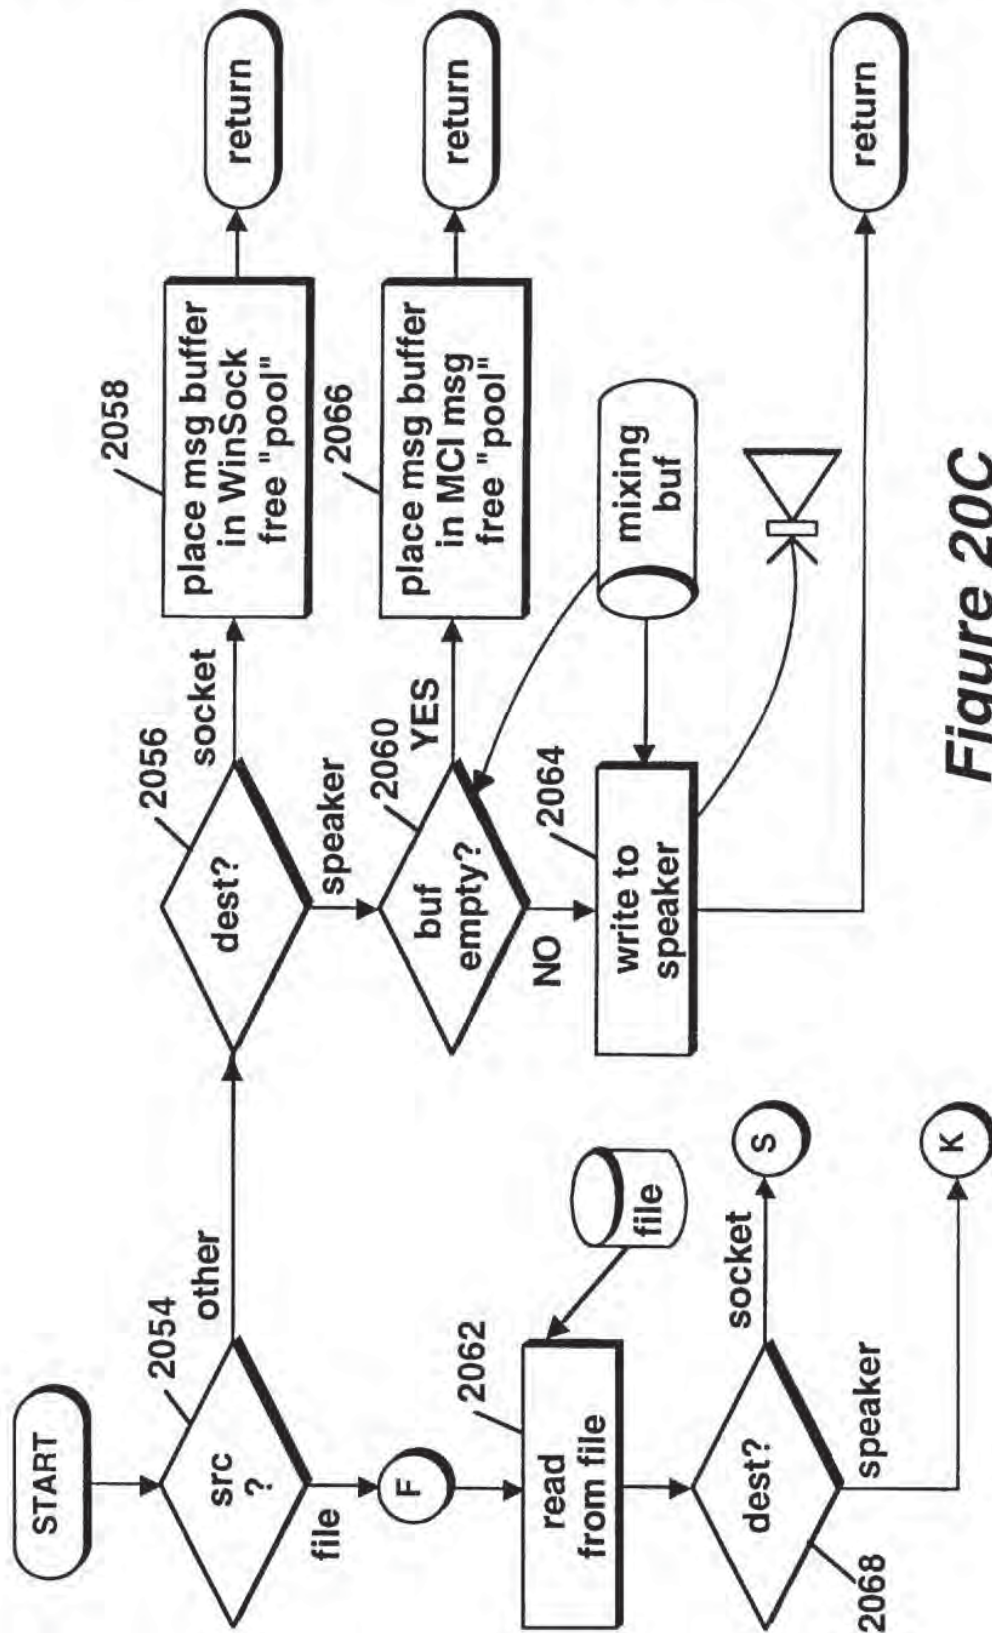 START
2054
src
?
other
file
F
2062
read
from file
file
dest?
2068
socket
S
speaker
K
2056
dest?
socket
2058
place msg buffer
in WinSock
free "pool"
return
speaker
2060
buf
empty?
YES
2066
place msg buffer
in MCI msg
free "pool"
return
NO
2064
write to
speaker
mixing
buf
return
Figure 20C